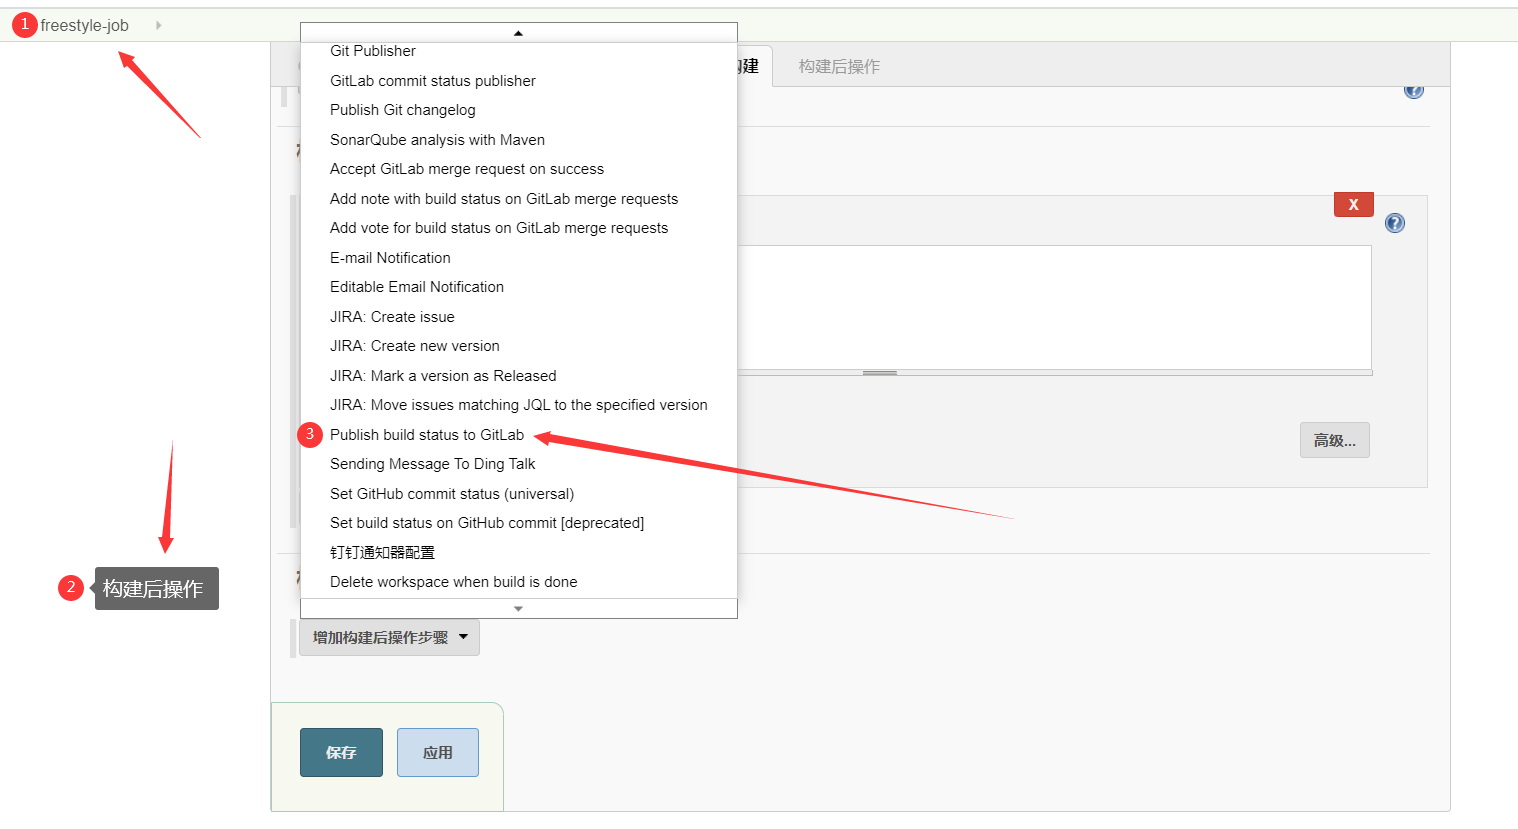 1 freestyle-job
构建 构建后操作
Git Publisher
GitLab commit status publisher
Publish Git changelog
SonarQube analysis with Maven
Accept GitLab merge request on success
Add note with build status on GitLab merge requests
Add vote for build status on GitLab merge requests
E-mail Notification
Editable Email Notification
JIRA: Create issue
JIRA: Create new version
JIRA: Mark a version as Released
JIRA: Move issues matching JQL to the specified version
3 Publish build status to GitLab
Sending Message To Ding Talk
Set GitHub commit status (universal)
Set build status on GitHub commit [deprecated]
钉钉通知器配置
Delete workspace when build is done
X
?
?
高级...
2 构建后操作
增加构建后操作步骤
保存 应用